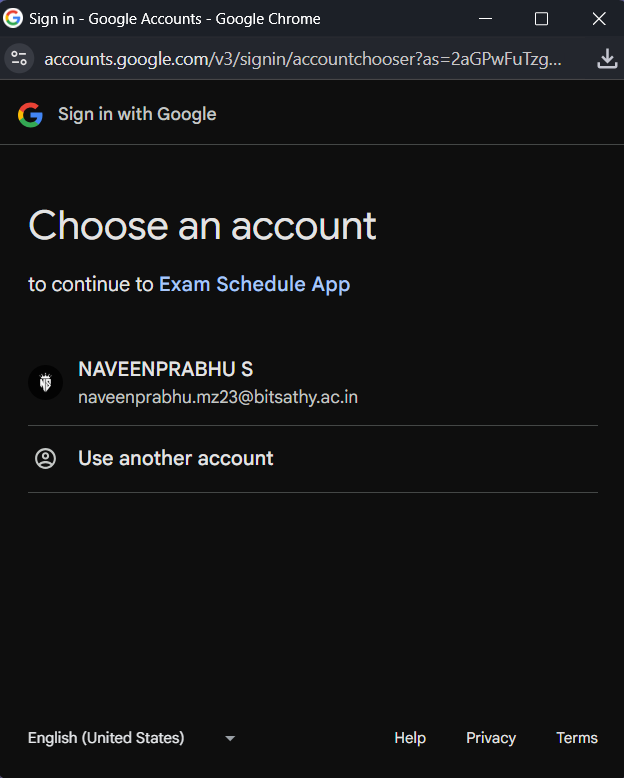 Sign in - Google Accounts - Google Chrome
accounts.google.com/v3/signin/accountchooser?as=2aGPwFuTzg...
Sign in with Google
Choose an account
to continue to Exam Schedule App
NAVEENPRABHU S
naveenprabhu.mz23@bitsathy.ac.in
Use another account
English (United States) Help Privacy Terms